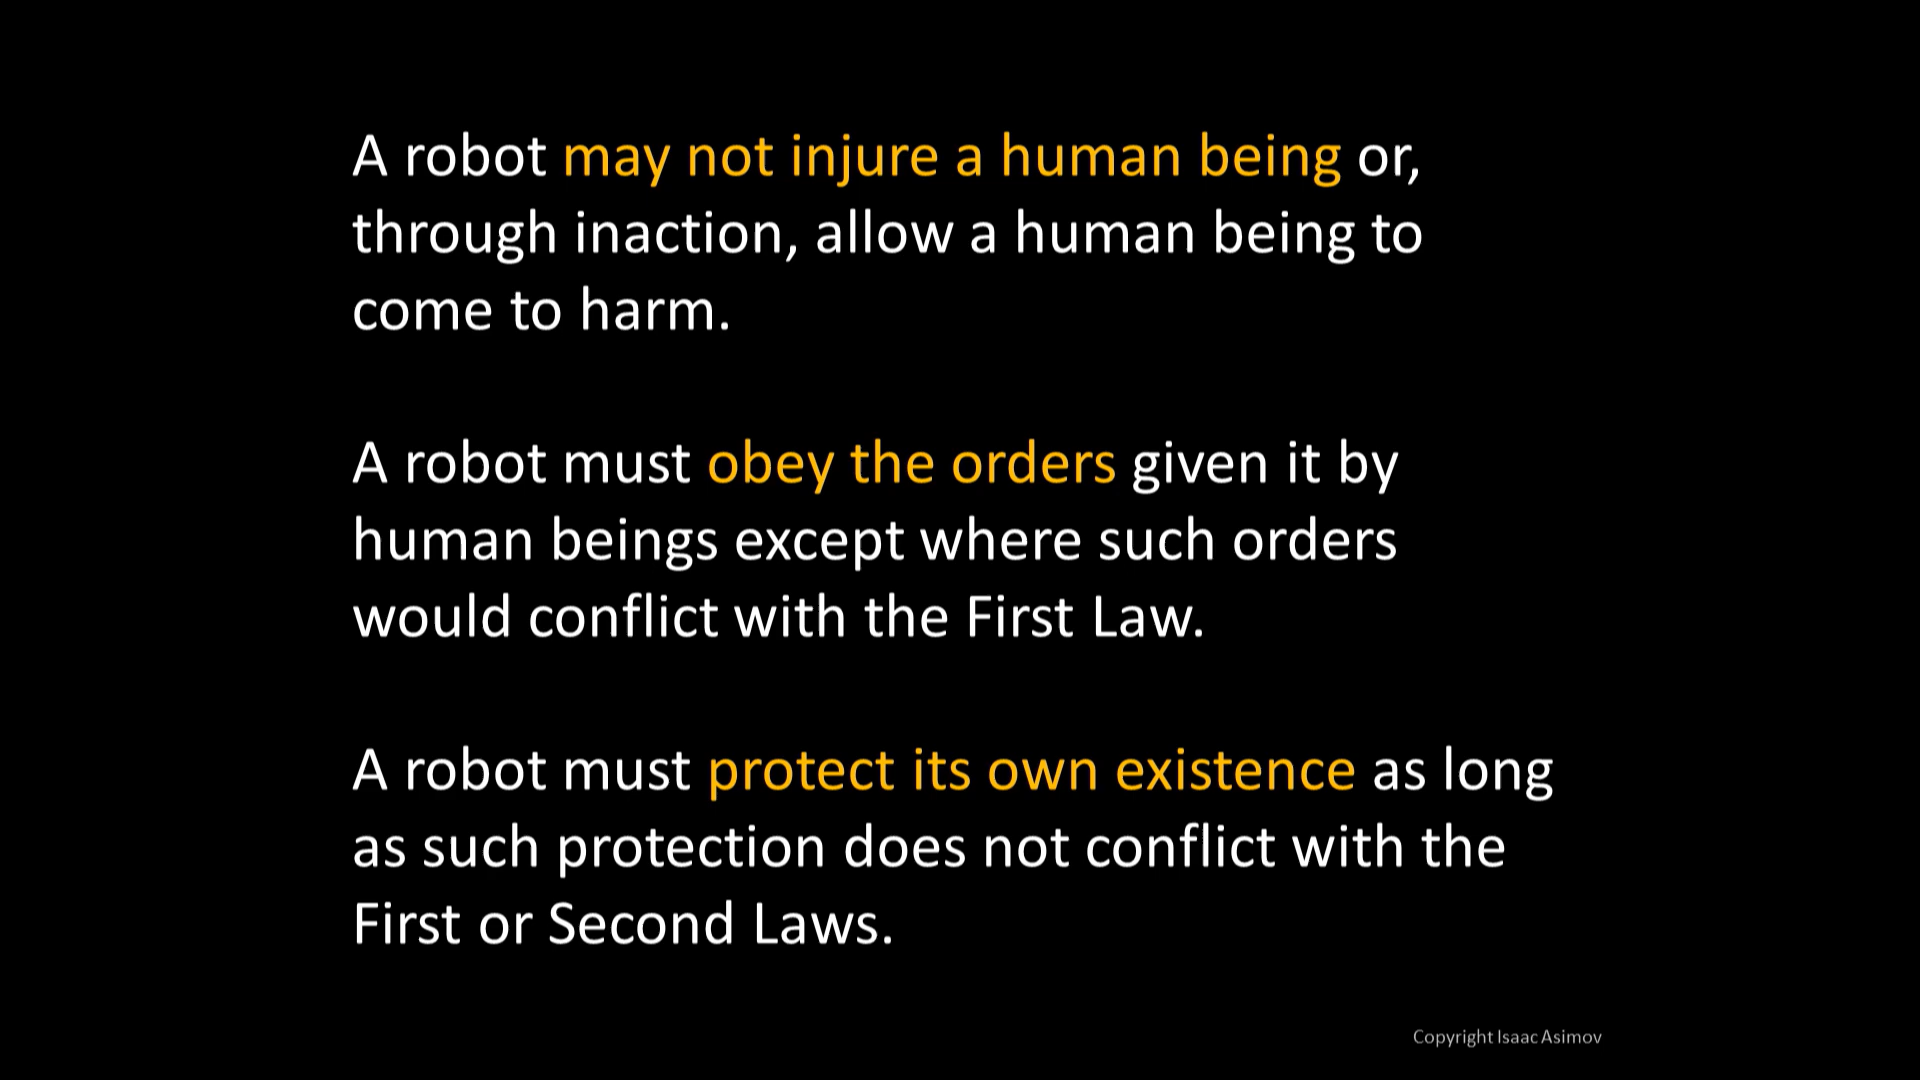 A robot may not injure a human being or,
through inaction, allow a human being to
come to harm.
A robot must obey the orders given it by
human beings except where such orders
would conflict with the First Law.
A robot must protect its own existence as long
as such protection does not conflict with the
First or Second Laws.
Copyright Isaac Asimov